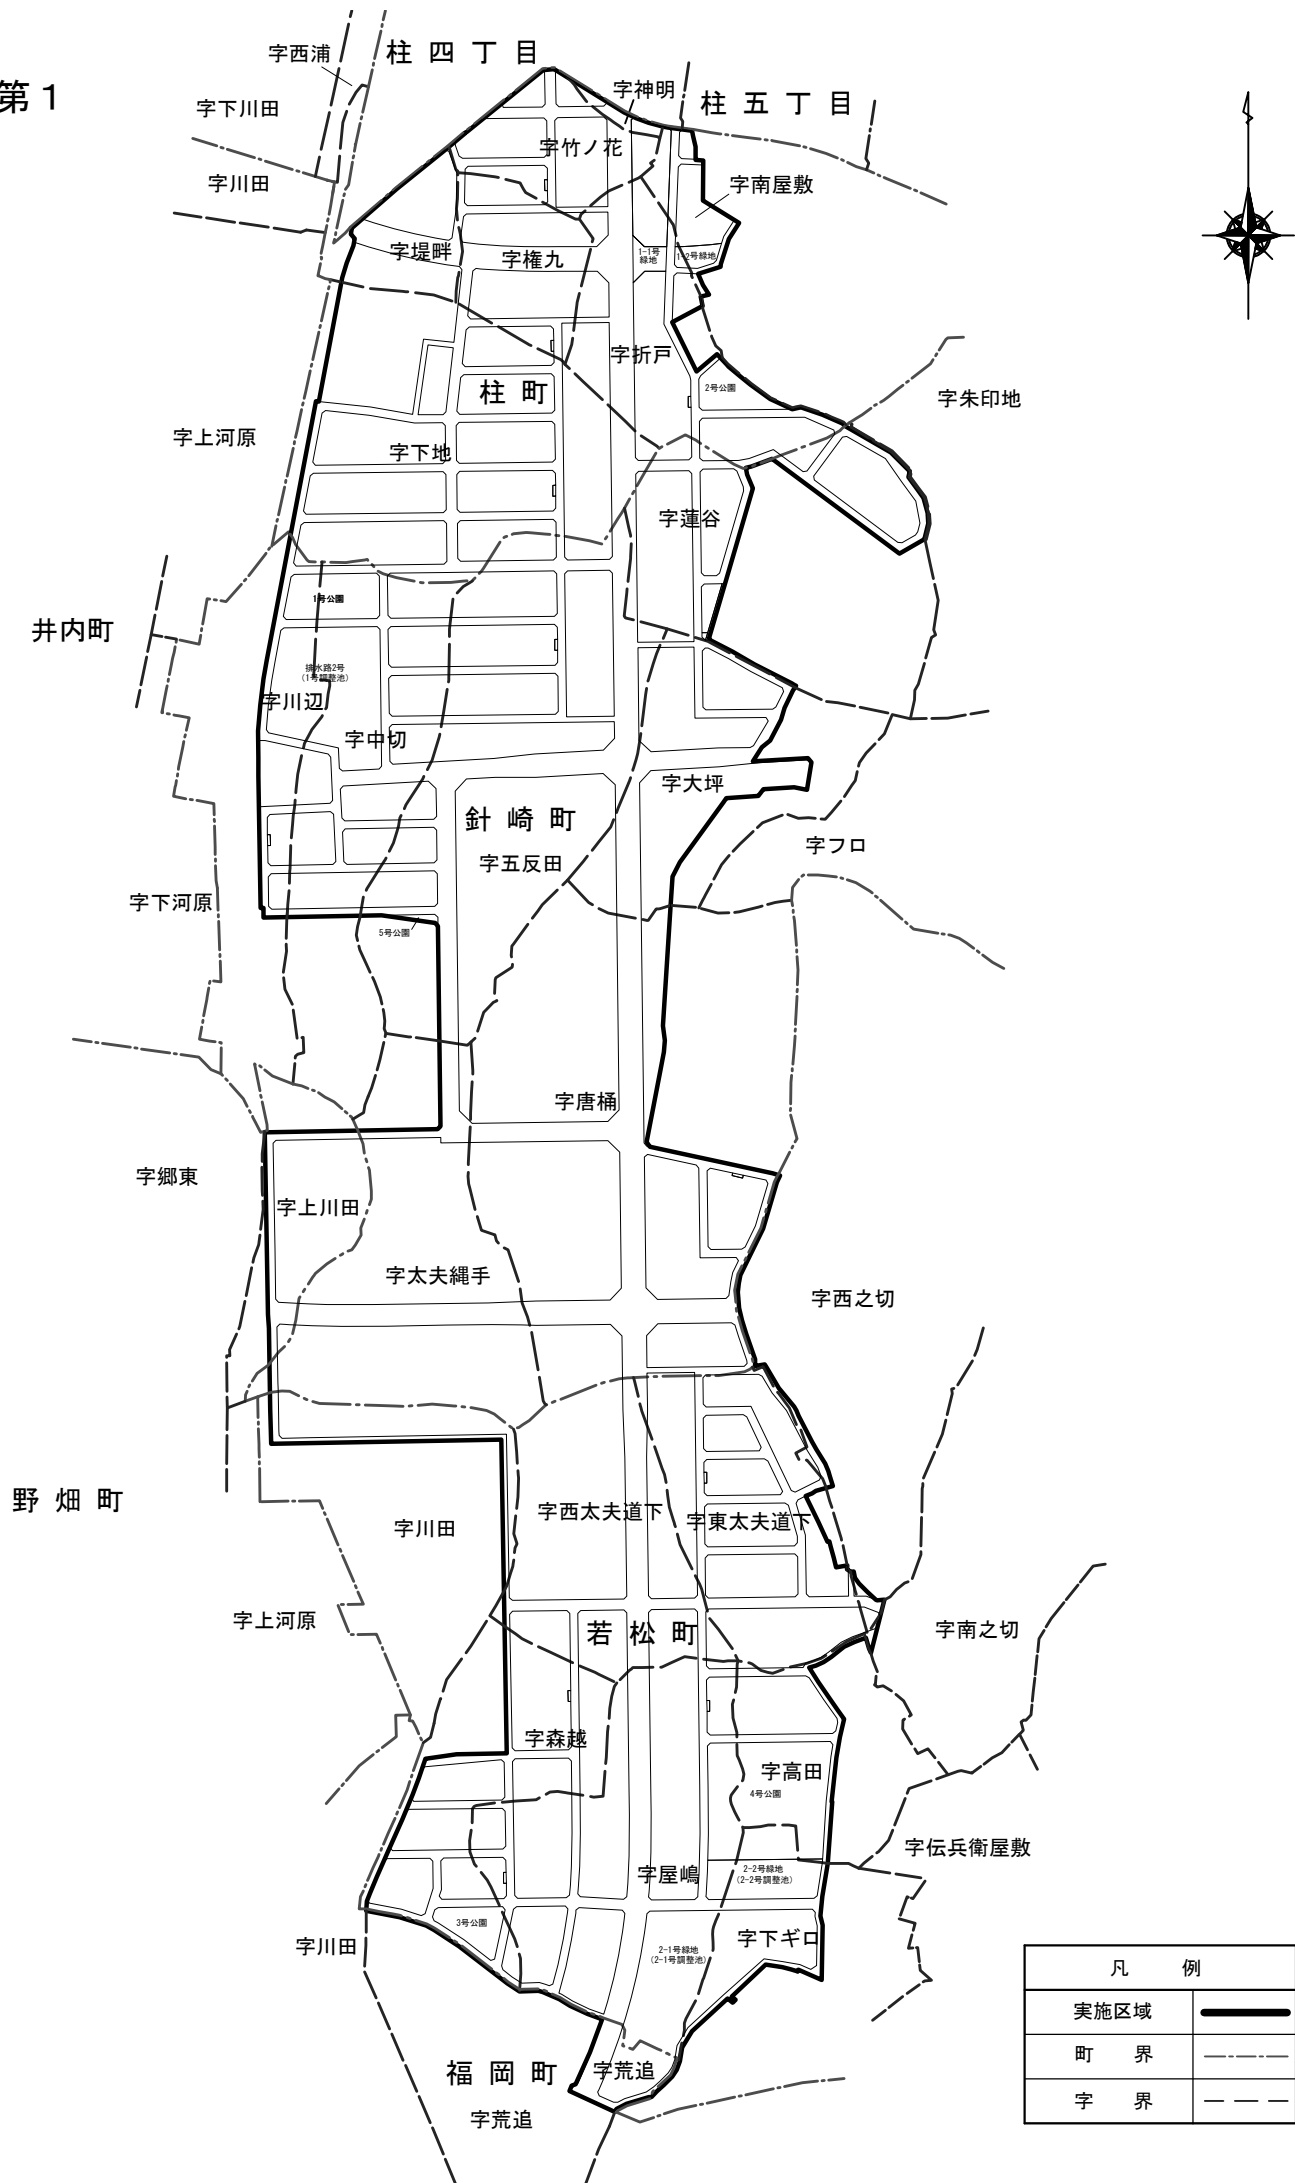 第1
字西浦
柱四丁目
字神明
柱五丁目
字下川田
字竹ノ花
字川田
字南屋敷
字堤畔
字権九
1-1号
緑地
1-2号緑地
字折戸
柱町
2号公園
字朱印地
字上河原
字下地
字蓮谷
1号公園
井内町
排水路2号
(1号調整池)
字川辺
字中切
字大坪
針崎町
字五反田
字フロ
字下河原
5号公園
字唐桶
字郷東
字上川田
字太夫縄手
字西之切
野畑町
字川田
字西太夫道下
字東太夫道下
字上河原
若松町
字南之切
字森越
字高田
4号公園
字伝兵衛屋敷
字屋嶋
2-2号緑地
(2-2号調整池)
3号公園
字川田
2-1号緑地
(2-1号調整池)
字下ギロ
福岡町
字荒追
字荒追
凡例
実施区域
町界
字界